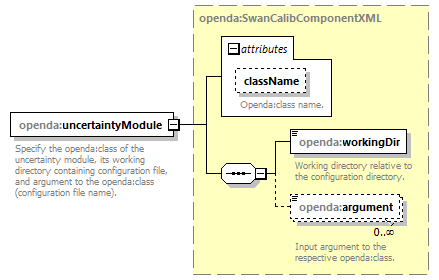 openda:SwanCalibComponentXML
attributes
className
Openda:class name.
openda:uncertaintyModule
Specify the openda:class of the
uncertainty module, its working
directory containing configuration file,
and argument to the openda:class
(configuration file name).
openda:workingDir
Working directory relative to
the configuration directory.
openda:argument
0..∞
Input argument to the
respective openda:class.